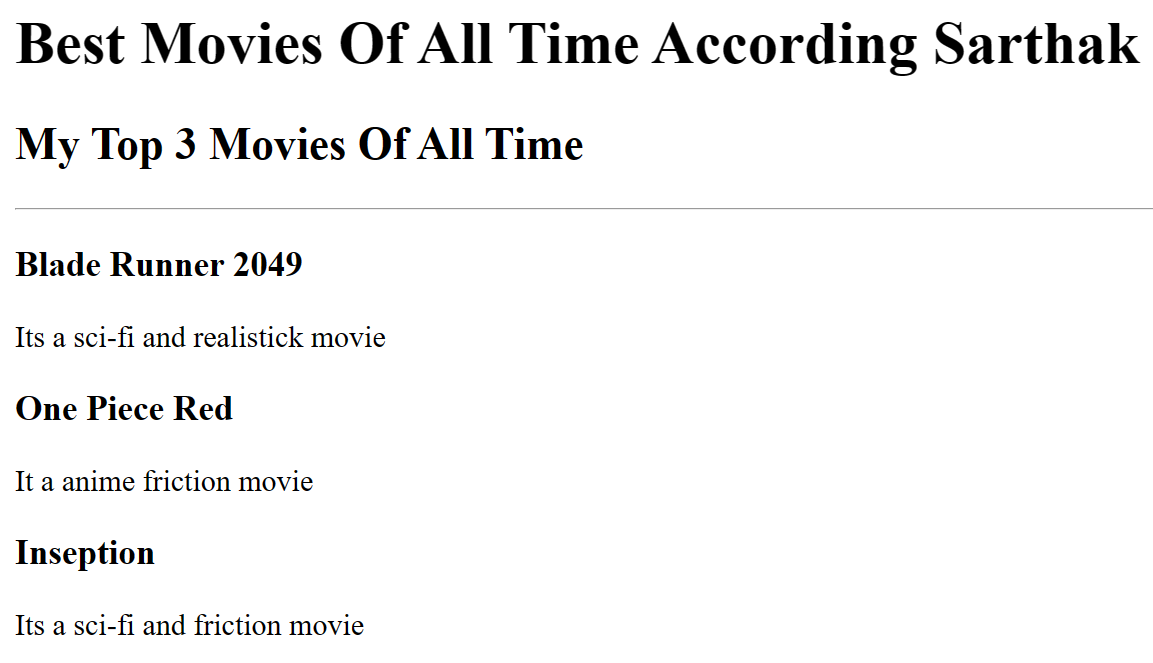 Best Movies Of All Time According Sarthak
My Top 3 Movies Of All Time
Blade Runner 2049
Its a sci-fi and realistick movie
One Piece Red
It a anime friction movie
Inseption
Its a sci-fi and friction movie